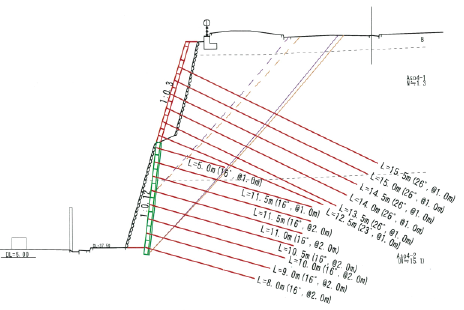 B
1:0.3
L=15.5m(26°,@1.0m)
L=15.0m(26°,@1.0m)
L=14.5m(26°,@1.0m)
L=14.0m(26°,@1.0m)
L=13.5m(26°,@1.0m)
L=12.5m(23°,@1.0m)
L=5.0m(16°,@1.0m)
L=11.5m(16°,@1.0m)
L=11.5m(16°,@2.0m)
L=11.0m(16°,@2.0m)
L=10.5m(16°,@2.0m)
L=10.0m(16°,@2.0m)
L=9.0m(16°,@2.0m)
L=8.0m(16°,@2.0m)